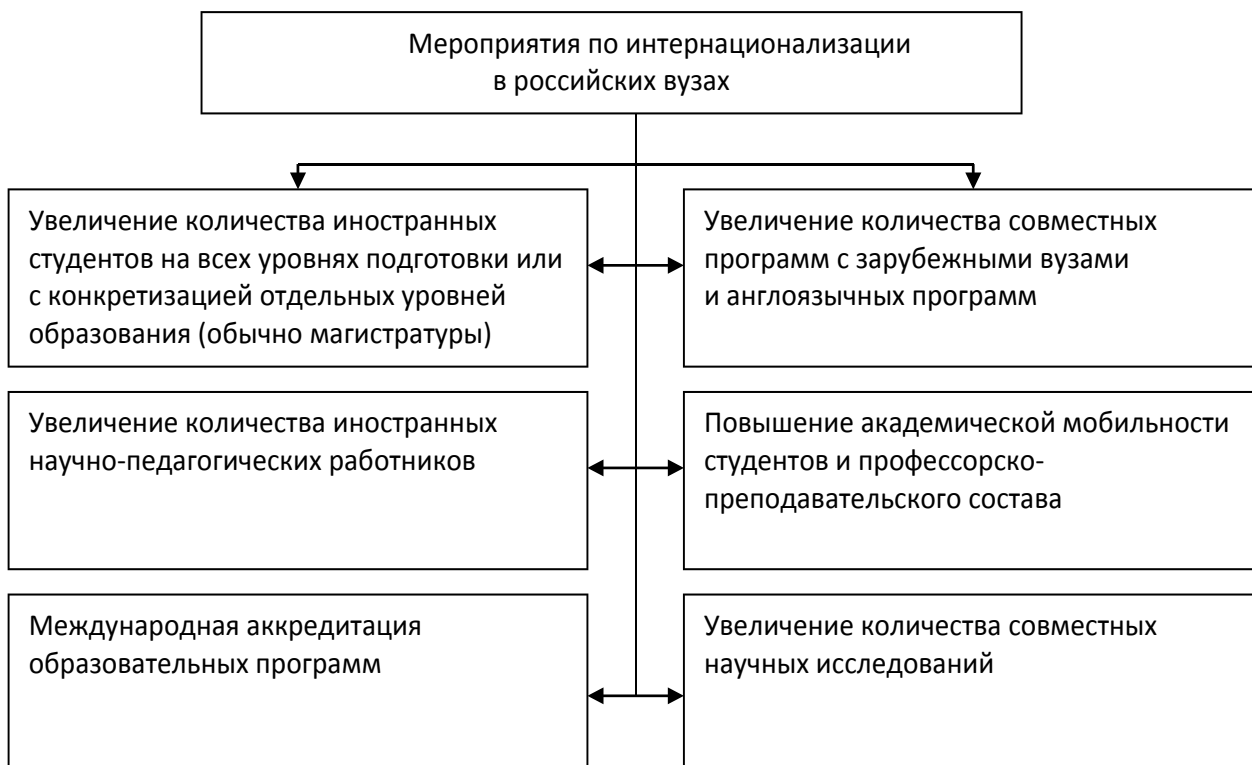 Мероприятия по интернационализации
в российских вузах
Увеличение количества иностранных
студентов на всех уровнях подготовки или
с конкретизацией отдельных уровней
образования (обычно магистратуры)
Увеличение количества совместных
программ с зарубежными вузами
и англоязычных программ
Увеличение количества иностранных
научно-педагогических работников
Повышение академической мобильности
студентов и профессорско-
преподавательского состава
Международная аккредитация
образовательных программ
Увеличение количества совместных
научных исследований